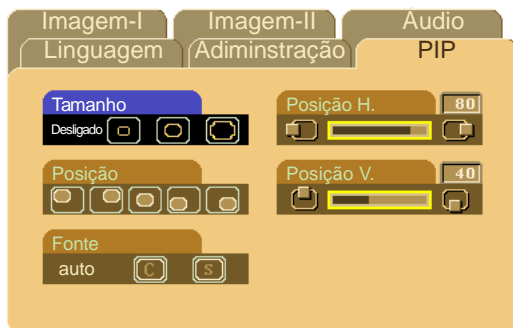 Imagem-I Imagem-II Áudio
Linguagem Adiminstração PIP
Tamanho
Desligado
Posição H. 80
Posição
Posição V. 40
Fonte
auto C S